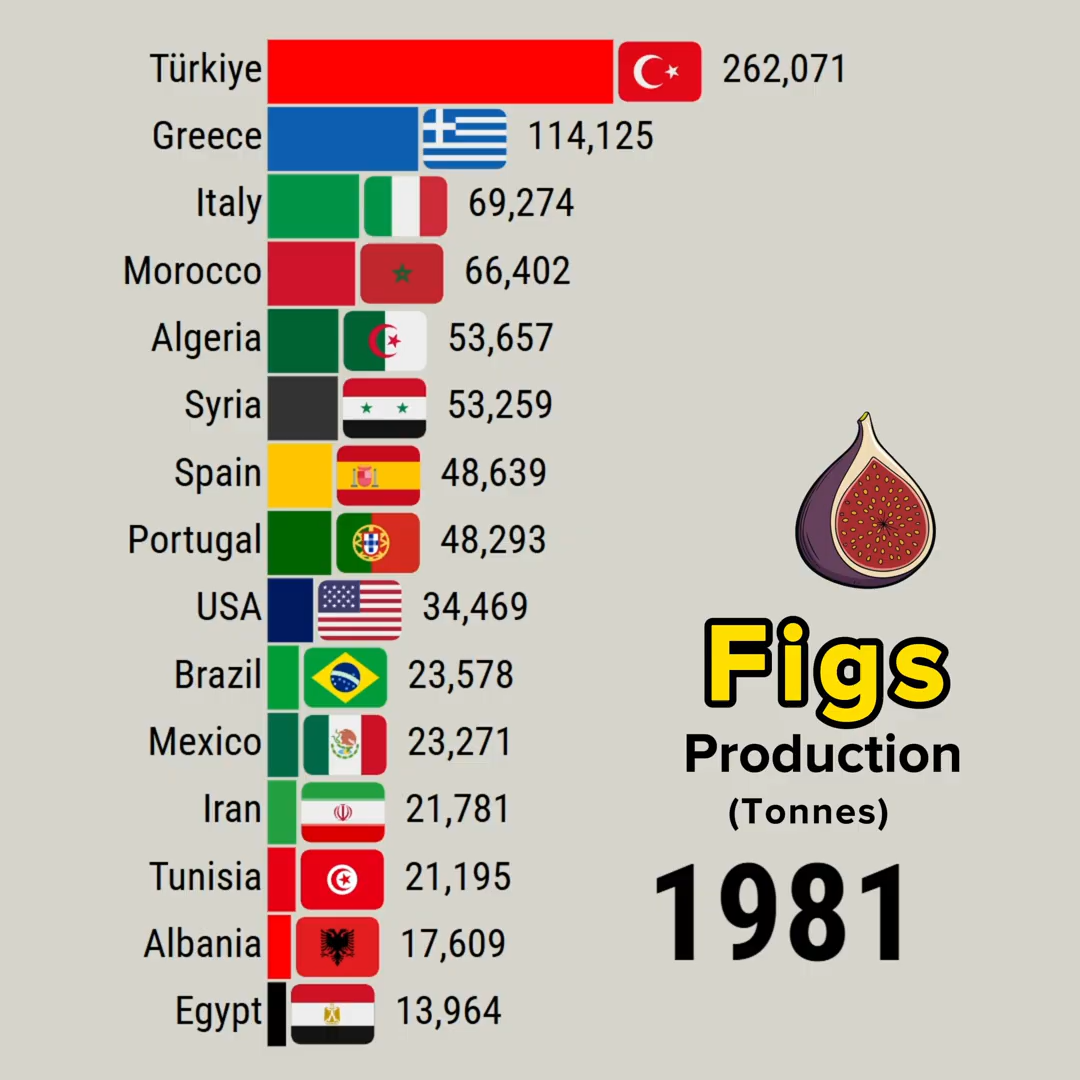 Türkiye 262,071
Greece 114,125
Italy 69,274
Morocco 66,402
Algeria 53,657
Syria 53,259
Spain 48,639
Portugal 48,293
USA 34,469
Brazil 23,578
Mexico 23,271
Iran 21,781
Tunisia 21,195
Albania 17,609
Egypt 13,964
Figs
Production
(Tonnes)
1981